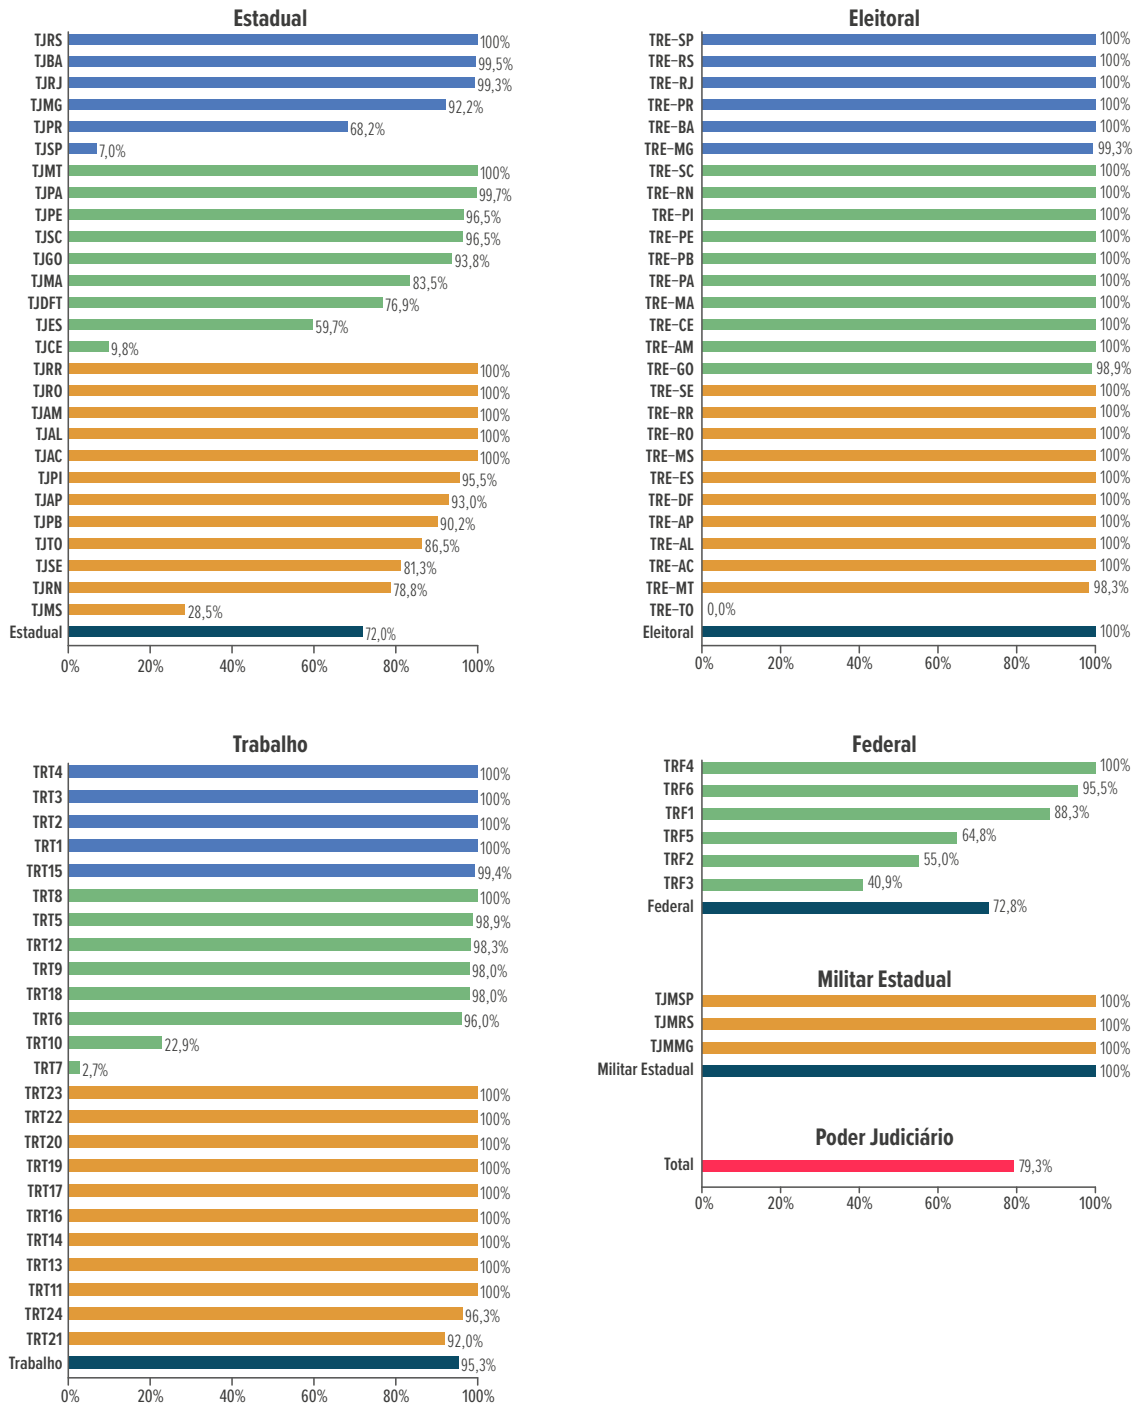 Estadual
TJRS 100%
TJBA 99,5%
TJRJ 99,3%
TJMG 92,2%
TJPR 68,2%
TJSP 7,0%
TJMT 100%
TJPA 99,7%
TJPE 96,5%
TJSC 96,5%
TJGO 93,8%
TJMA 83,5%
TJDFT 76,9%
TJES 59,7%
TJCE 9,8%
TJRR 100%
TJRO 100%
TJAM 100%
TJAL 100%
TJAC 100%
TJPI 95,5%
TJAP 93,0%
TJPB 90,2%
TJTO 86,5%
TJSE 81,3%
TJRN 78,8%
TJMS 28,5%
Estadual 72,0%
0% 20% 40% 60% 80% 100%
Eleitoral
TRE-SP 100%
TRE-RS 100%
TRE-RJ 100%
TRE-PR 100%
TRE-BA 100%
TRE-MG 99,3%
TRE-SC 100%
TRE-RN 100%
TRE-PI 100%
TRE-PE 100%
TRE-PB 100%
TRE-PA 100%
TRE-MA 100%
TRE-CE 100%
TRE-AM 100%
TRE-GO 98,9%
TRE-SE 100%
TRE-RR 100%
TRE-RO 100%
TRE-MS 100%
TRE-ES 100%
TRE-DF 100%
TRE-AP 100%
TRE-AL 100%
TRE-AC 100%
TRE-MT 98,3%
TRE-TO 0,0%
Eleitoral 100%
0% 20% 40% 60% 80% 100%
Trabalho
TRT4 100%
TRT3 100%
TRT2 100%
TRT1 100%
TRT15 99,4%
TRT8 100%
TRT5 98,9%
TRT12 98,3%
TRT9 98,0%
TRT18 98,0%
TRT6 96,0%
TRT10 22,9%
TRT7 2,7%
TRT23 100%
TRT22 100%
TRT20 100%
TRT19 100%
TRT17 100%
TRT16 100%
TRT14 100%
TRT13 100%
TRT11 100%
TRT24 96,3%
TRT21 92,0%
Trabalho 95,3%
0% 20% 40% 60% 80% 100%
Federal
TRF4 100%
TRF6 95,5%
TRF1 88,3%
TRF5 64,8%
TRF2 55,0%
TRF3 40,9%
Federal 72,8%
Militar Estadual
TJMSP 100%
TJMRS 100%
TJMMG 100%
Militar Estadual 100%
Poder Judiciário
Total 79,3%
0% 20% 40% 60% 80% 100%